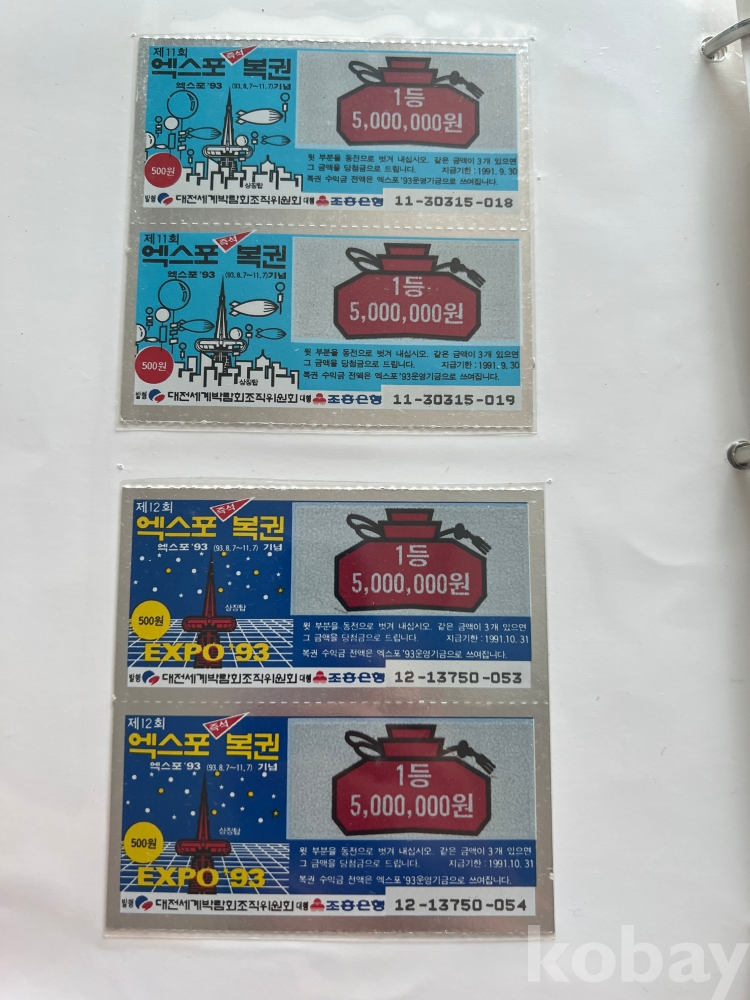 제11회
즉석
엑스포 복권
엑스포 '93 (93.8.7~11.7)기념
500원
상징탑
1등
5,000,000원
윗 부분을 동전으로 벗겨 내십시오. 같은 금액이 3개 있으면
그 금액을 당첨금으로 드립니다. 지급기한 : 1991. 9. 30
복권 수익금 전액은 엑스포 '93운영기금으로 쓰여집니다.
발행 대전세계박람회조직위원회 대행 조흥은행 11-30315-018
제11회
즉석
엑스포 복권
엑스포 '93 (93.8.7~11.7)기념
500원
상징탑
1등
5,000,000원
윗 부분을 동전으로 벗겨 내십시오. 같은 금액이 3개 있으면
그 금액을 당첨금으로 드립니다. 지급기한 : 1991. 9. 30
복권 수익금 전액은 엑스포 '93운영기금으로 쓰여집니다.
발행 대전세계박람회조직위원회 대행 조흥은행 11-30315-019
제12회
즉석
엑스포 복권
엑스포 '93 (93.8.7~11.7) 기념
상징탑
500원
EXPO '93
1등
5,000,000원
윗 부분을 동전으로 벗겨 내십시오. 같은 금액이 3개 있으면
그 금액을 당첨금으로 드립니다. 지급기한 : 1991.10. 31
복권 수익금 전액은 엑스포 '93운영기금으로 쓰여집니다.
발행 대전세계박람회조직위원회 대행 조흥은행 12-13750-053
제12회
즉석
엑스포 복권
엑스포 '93 (93.8.7~11.7) 기념
상징탑
500원
EXPO '93
1등
5,000,000원
윗 부분을 동전으로 벗겨 내십시오. 같은 금액이 3개 있으면
그 금액을 당첨금으로 드립니다. 지급기한 : 1991.10. 31
복권 수익금 전액은 엑스포 '93운영기금으로 쓰여집니다.
발행 대전세계박람회조직위원회 대행 조흥은행 12-13750-054
kobay